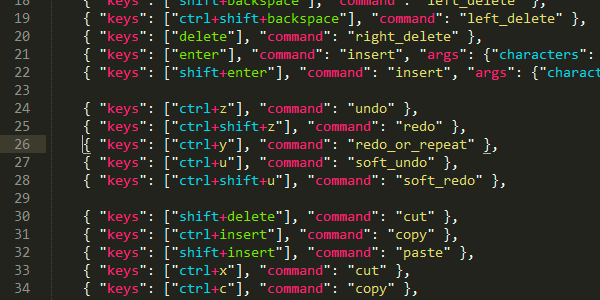 18 { "keys": ["shift+backspace"], "command": "left_delete" },
19 { "keys": ["ctrl+shift+backspace"], "command": "left_delete" },
20 { "keys": ["delete"], "command": "right_delete" },
21 { "keys": ["enter"], "command": "insert", "args": {"characters":
22 { "keys": ["shift+enter"], "command": "insert", "args": {"charact
23
24 { "keys": ["ctrl+z"], "command": "undo" },
25 { "keys": ["ctrl+shift+z"], "command": "redo" },
26 { "keys": ["ctrl+y"], "command": "redo_or_repeat" },
27 { "keys": ["ctrl+u"], "command": "soft_undo" },
28 { "keys": ["ctrl+shift+u"], "command": "soft_redo" },
29
30 { "keys": ["shift+delete"], "command": "cut" },
31 { "keys": ["ctrl+insert"], "command": "copy" },
32 { "keys": ["shift+insert"], "command": "paste" },
33 { "keys": ["ctrl+x"], "command": "cut" },
34 { "keys": ["ctrl+c"], "command": "copy" },